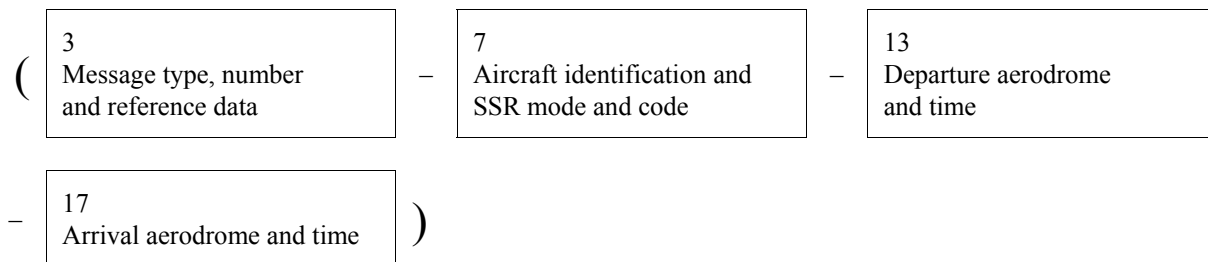 ( 3 – 7 – 13
Message type, number Aircraft identification and Departure aerodrome
and reference data SSR mode and code and time
– 17 )
Arrival aerodrome and time